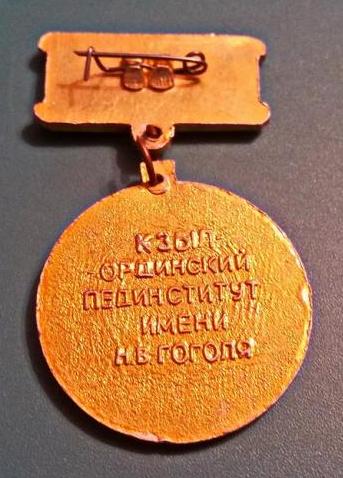 КЗЫЛ-
ОРДИНСКИЙ
ПЕДИНСТИТУТ
ИМЕНИ
Н.В. ГОГОЛЯ